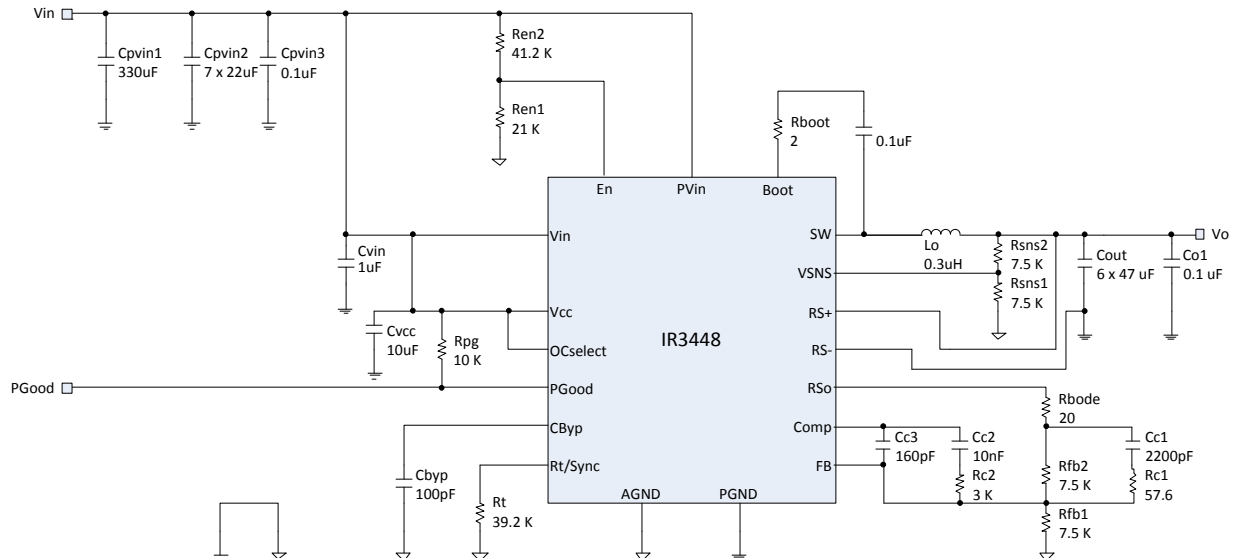 Vin
Cpvin1
330uF
Cpvin2
7 x 22uF
Cpvin3
0.1uF
Ren2
41.2 K
Ren1
21 K
Rboot
2
0.1uF
En
PVin
Boot
Vin
Cvin
1uF
SW
Lo
0.3uH
Rsns2
7.5 K
Cout
6 x 47 uF
Co1
0.1 uF
Vo
VSNS
Rsns1
7.5 K
Vcc
Cvcc
10uF
Rpg
10 K
OCselect
IR3448
RS+
RS-
PGood
PGood
RSo
Rbode
20
CByp
Comp
Cc3
160pF
Cc2
10nF
Cc1
2200pF
Rt/Sync
FB
Cbyp
100pF
Rt
39.2 K
Rc2
3 K
Rfb2
7.5 K
Rc1
57.6
AGND
PGND
Rfb1
7.5 K